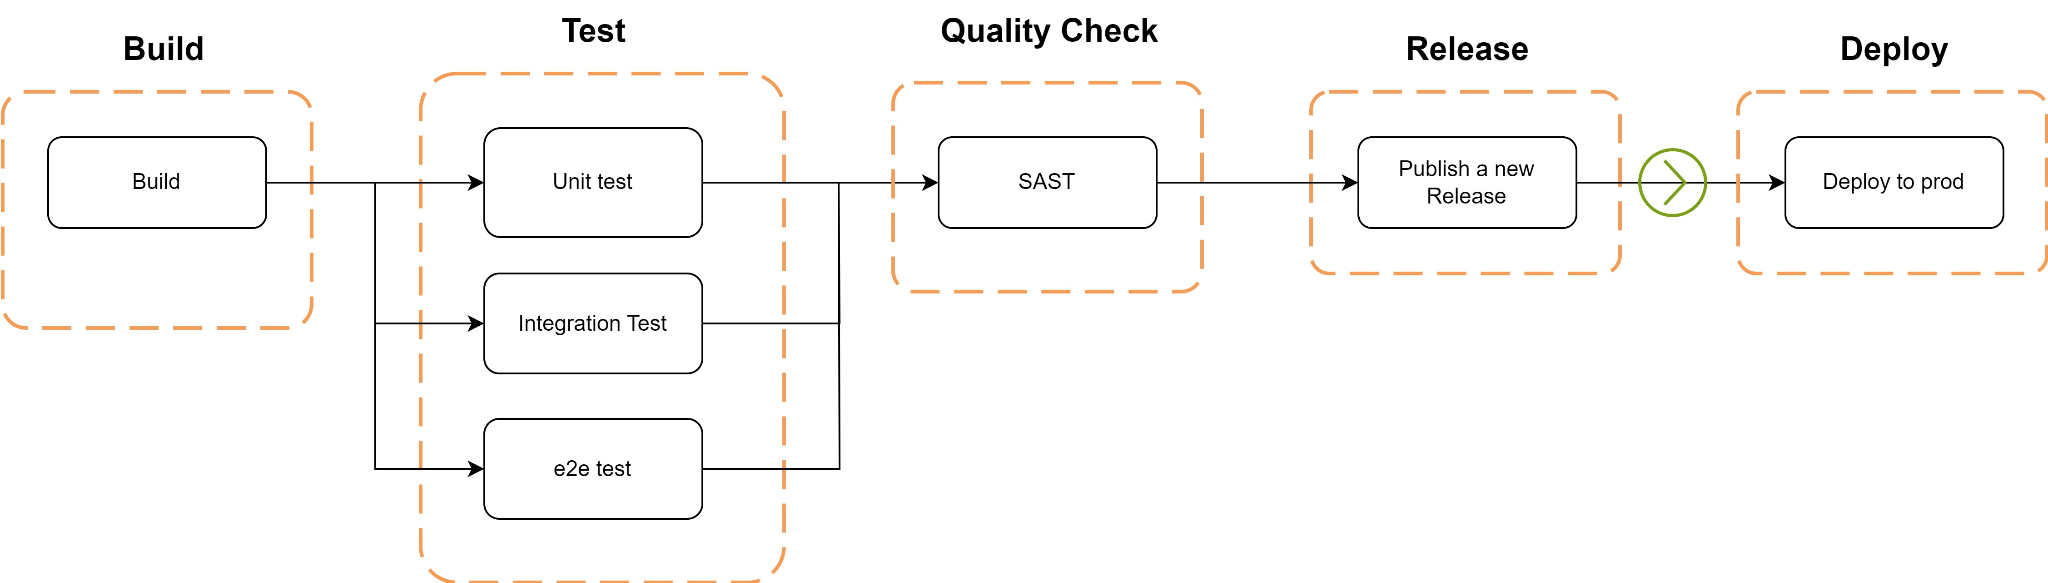 Build
Test
Quality Check
Release
Deploy
Build
Unit test
SAST
Publish a new
Release
Deploy to prod
Integration Test
e2e test